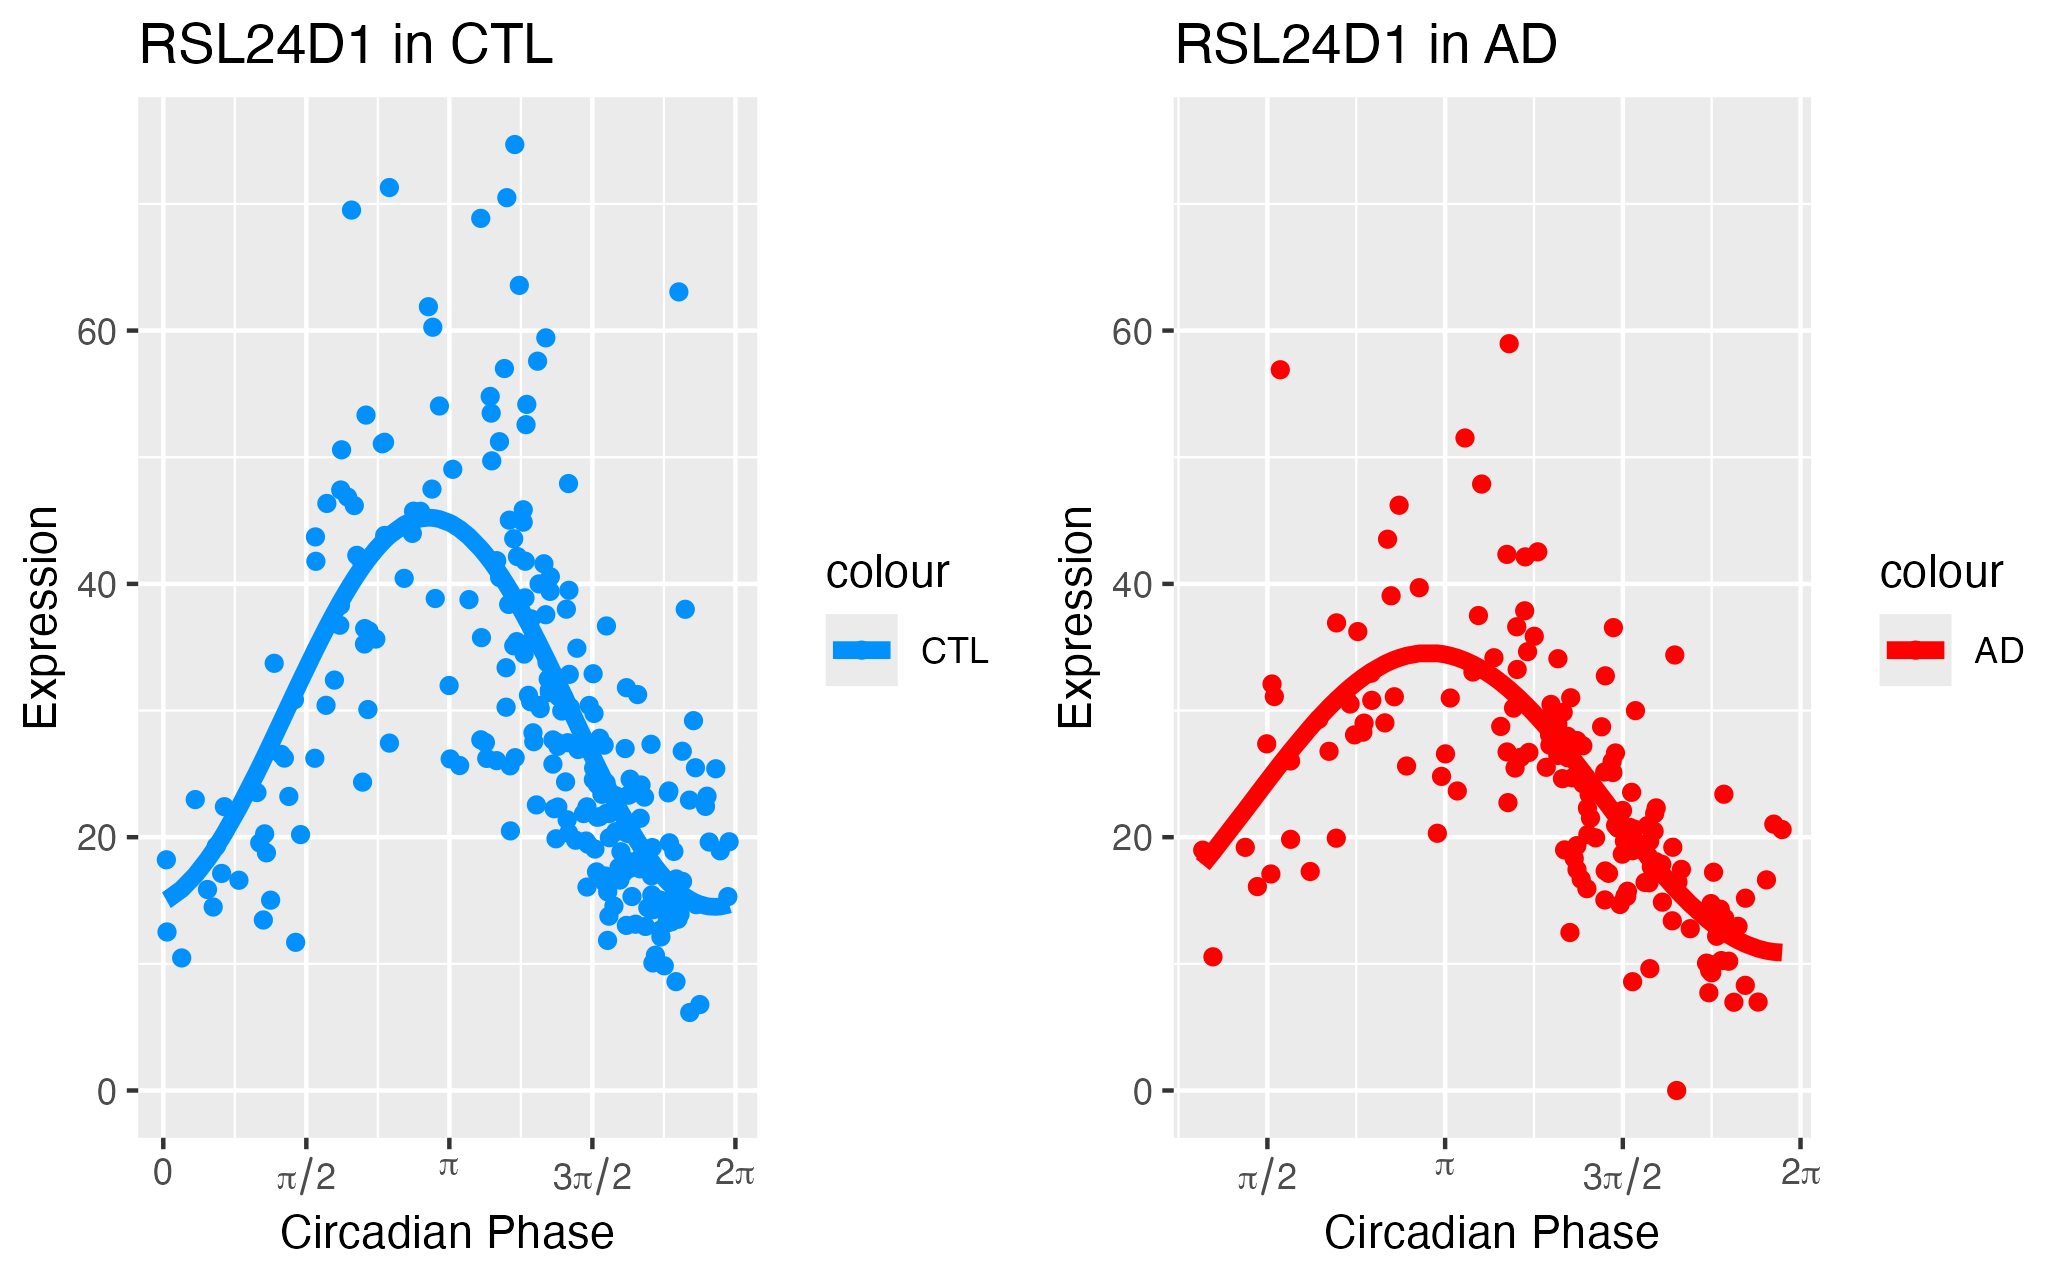 RSL24D1 in CTL
Expression
60
40
20
0
0 π/2 π 3π/2 2π
Circadian Phase
colour
CTL
RSL24D1 in AD
Expression
60
40
20
0
π/2 π 3π/2 2π
Circadian Phase
colour
AD